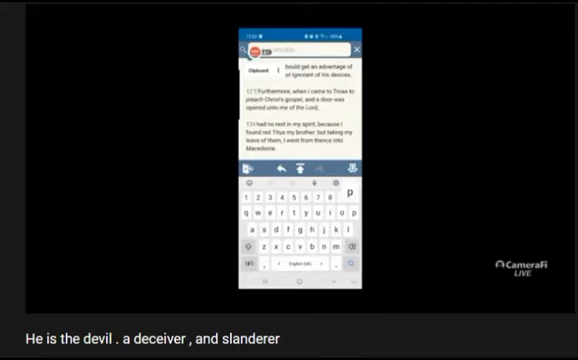 hould get an advantage of
Clipboard
ot ignorant of his devices.
12 ¶ Furthermore, when I came to Troas to
preach Christ's gospel, and a door was
opened unto me of the Lord,
13 I had no rest in my spirit, because I
found not Titus my brother: but taking my
leave of them, I went from thence into
Macedonia.
p
1 2 3 4 5 6 7 8
q w e r t y u i o p
a s d f g h j k l
z x c v b n m
!#1 , English (UK) .
CameraFi
LIVE
He is the devil . a deceiver , and slanderer